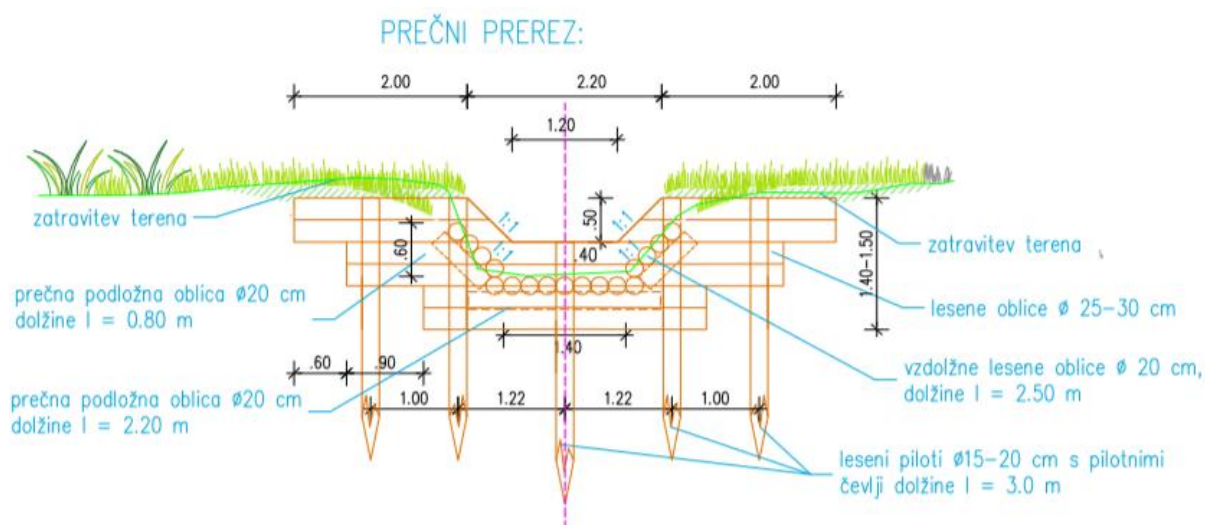 PREČNI PREREZ:
2.00
2.20
2.00
1.20
zatravitev terena
.60
1:1
1:1
.50
1:1
1:1
.40
1.40-1.50
zatravitev terena
prečna podložna oblica Ø20 cm
dolžine l = 0.80 m
lesene oblice Ø 25-30 cm
1.40
.60
.90
vzdolžne lesene oblice Ø 20 cm,
dolžine l = 2.50 m
prečna podložna oblica Ø20 cm
dolžine l = 2.20 m
1.00
1.22
1.22
1.00
leseni piloti Ø15-20 cm s pilotnimi
čevlji dolžine l = 3.0 m